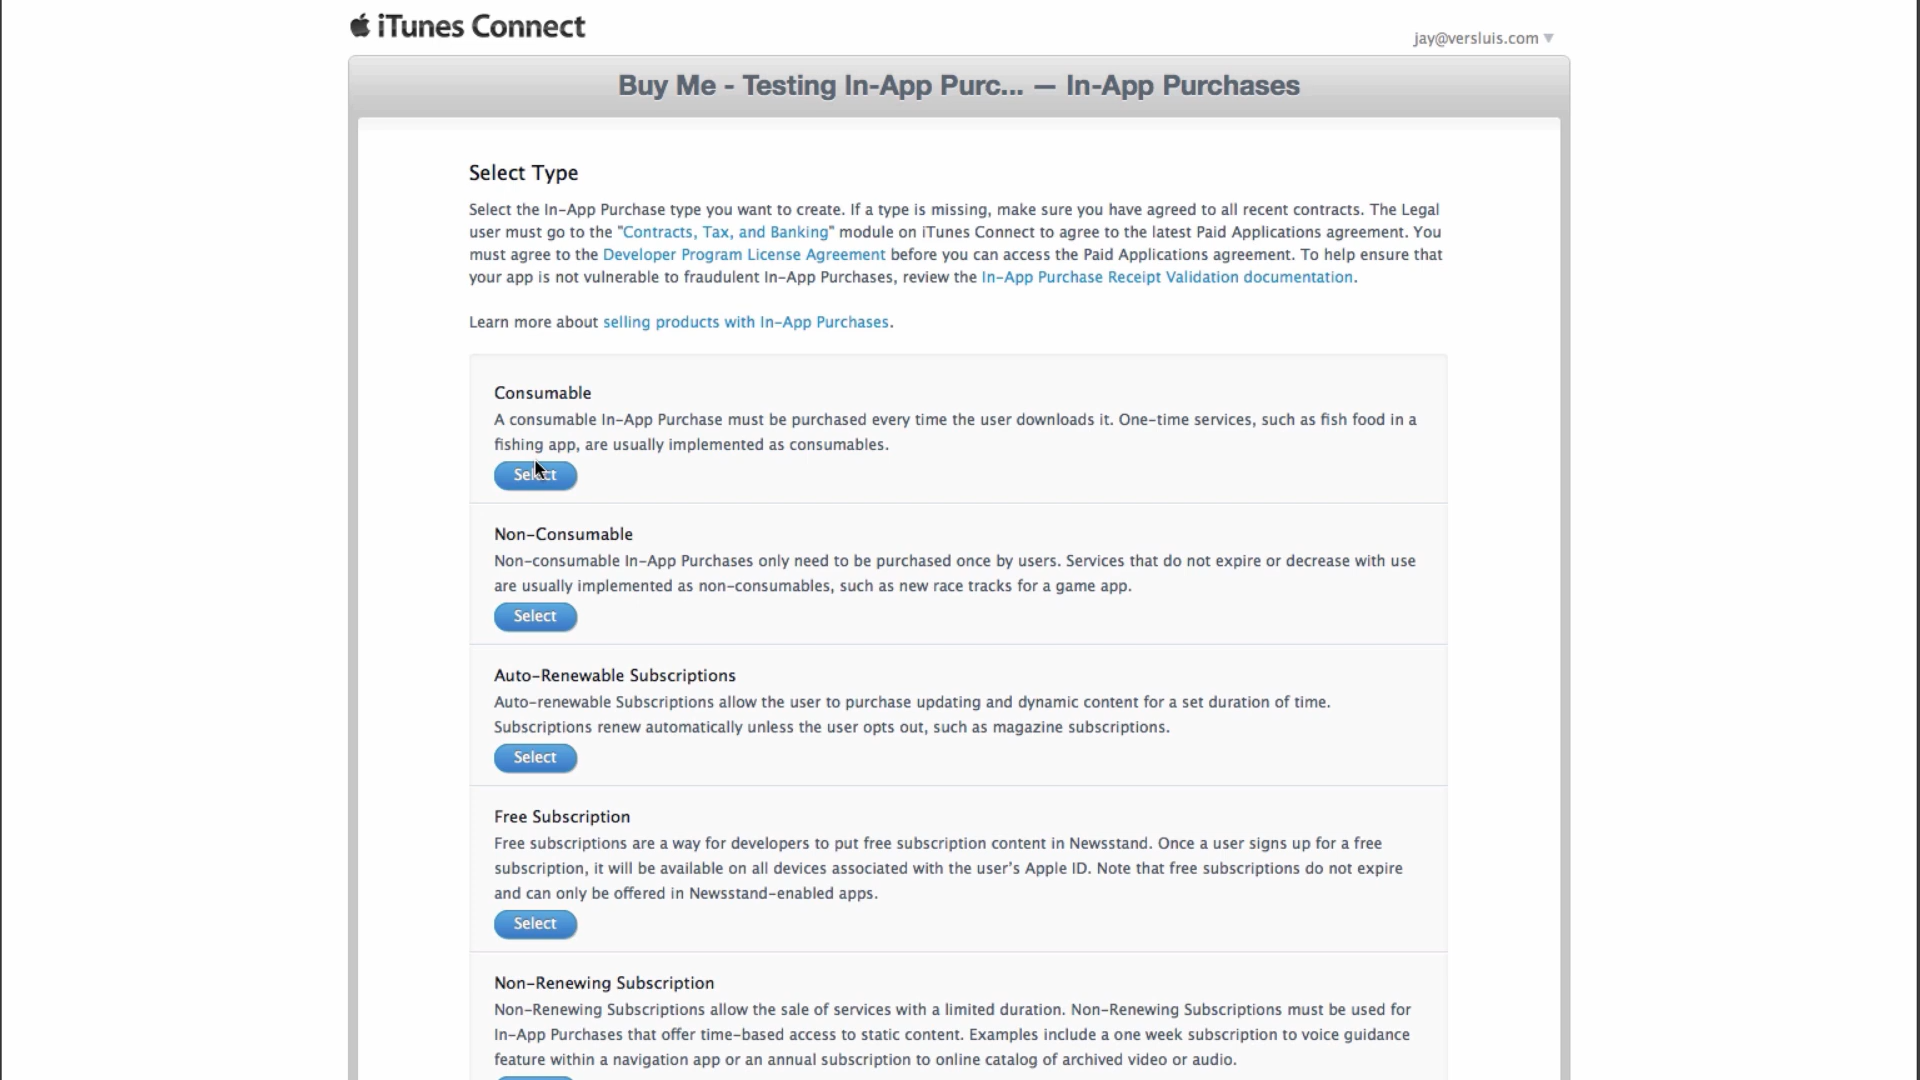 iTunes Connect
jay@versluis.com
Buy Me - Testing In-App Purc... — In-App Purchases
Select Type
Select the In-App Purchase type you want to create. If a type is missing, make sure you have agreed to all recent contracts. The Legal
user must go to the "Contracts, Tax, and Banking" module on iTunes Connect to agree to the latest Paid Applications agreement. You
must agree to the Developer Program License Agreement before you can access the Paid Applications agreement. To help ensure that
your app is not vulnerable to fraudulent In-App Purchases, review the In-App Purchase Receipt Validation documentation.
Learn more about selling products with In-App Purchases.
Consumable
A consumable In-App Purchase must be purchased every time the user downloads it. One-time services, such as fish food in a
fishing app, are usually implemented as consumables.
Select
Non-Consumable
Non-consumable In-App Purchases only need to be purchased once by users. Services that do not expire or decrease with use
are usually implemented as non-consumables, such as new race tracks for a game app.
Select
Auto-Renewable Subscriptions
Auto-renewable Subscriptions allow the user to purchase updating and dynamic content for a set duration of time.
Subscriptions renew automatically unless the user opts out, such as magazine subscriptions.
Select
Free Subscription
Free subscriptions are a way for developers to put free subscription content in Newsstand. Once a user signs up for a free
subscription, it will be available on all devices associated with the user's Apple ID. Note that free subscriptions do not expire
and can only be offered in Newsstand-enabled apps.
Select
Non-Renewing Subscription
Non-Renewing Subscriptions allow the sale of services with a limited duration. Non-Renewing Subscriptions must be used for
In-App Purchases that offer time-based access to static content. Examples include a one week subscription to voice guidance
feature within a navigation app or an annual subscription to online catalog of archived video or audio.